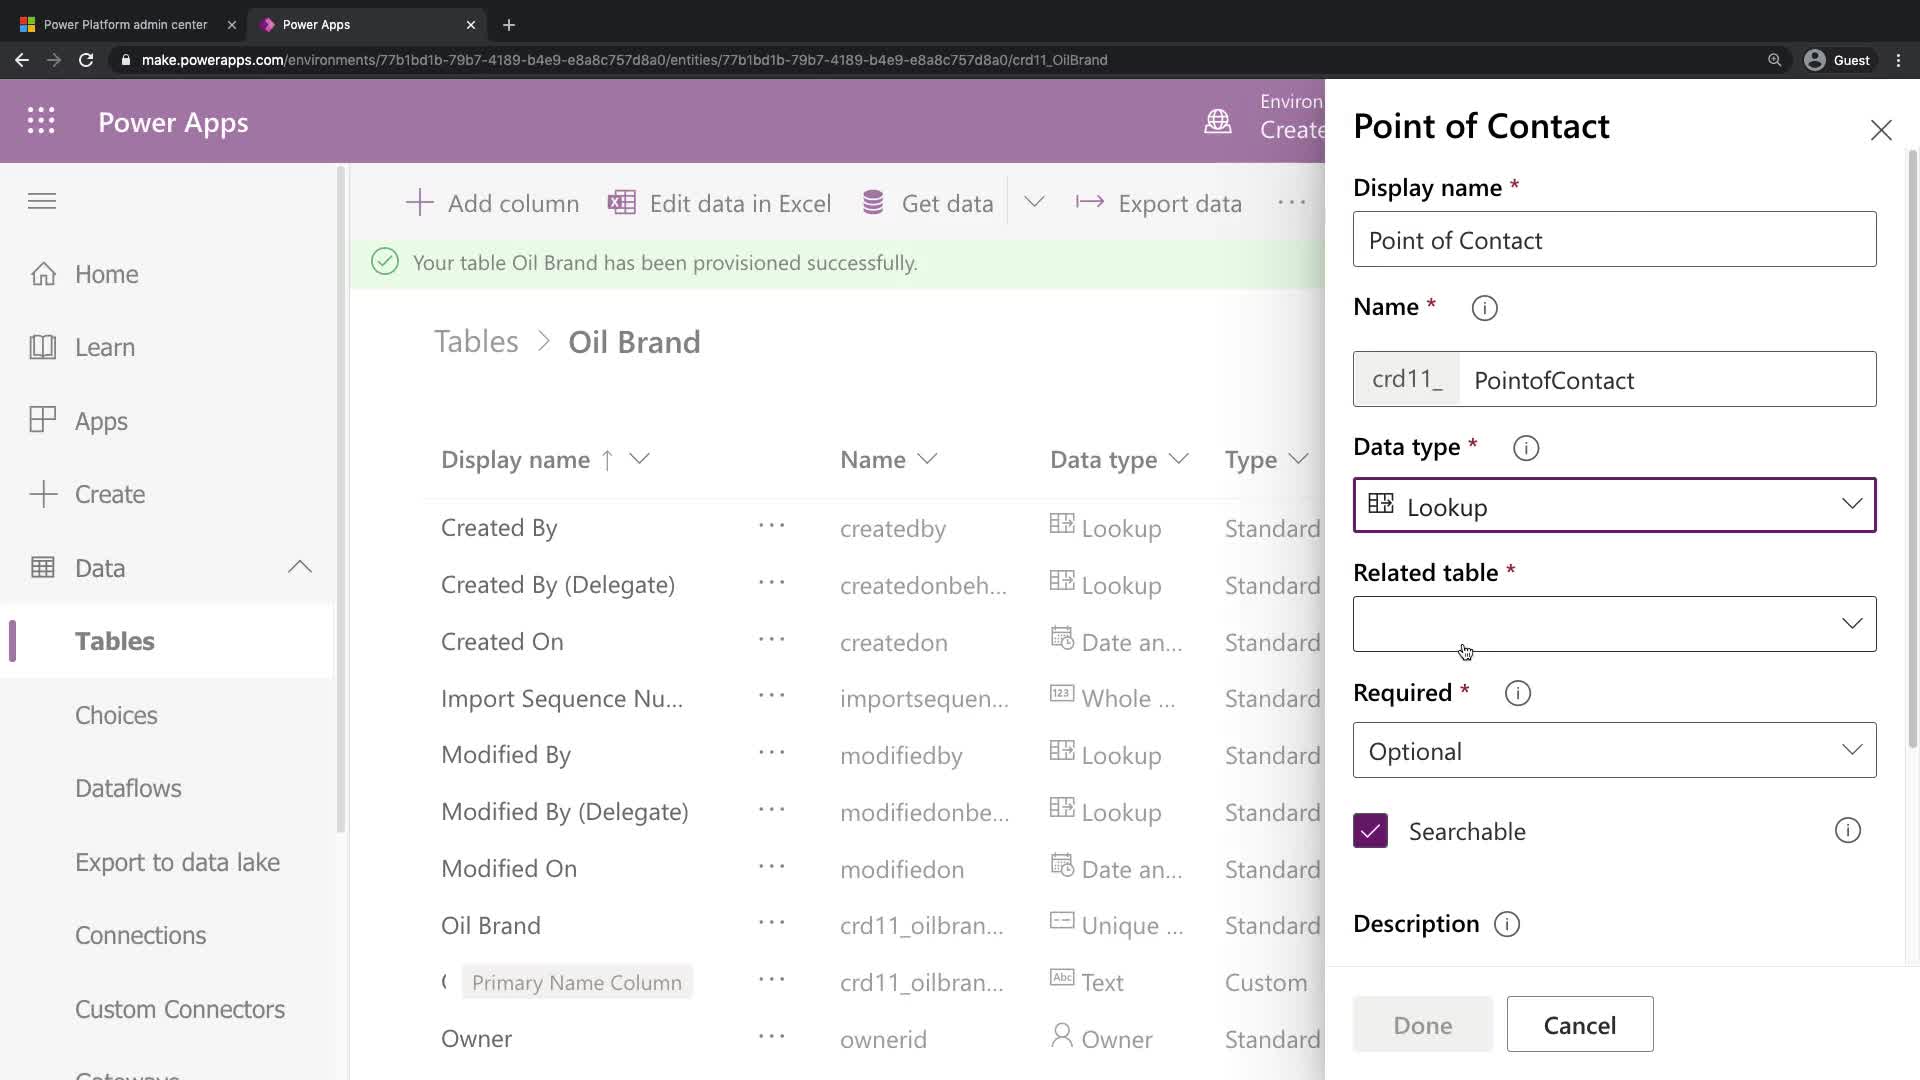 Power Platform admin center
Power Apps
make.powerapps.com/environments/77b1bd1b-79b7-4189-b4e9-e8a8c757d8a0/entities/77b1bd1b-79b7-4189-b4e9-e8a8c757d8a0/crd11_OilBrand
Guest
Power Apps
Environ
Create
Home
Learn
Apps
Create
Data
Tables
Choices
Dataflows
Export to data lake
Connections
Custom Connectors
Add column
Edit data in Excel
Get data
Export data
Your table Oil Brand has been provisioned successfully.
Tables > Oil Brand
Display name Name Data type Type
Created By createdby Lookup Standard
Created By (Delegate) createdonbeh... Lookup Standard
Created On createdon Date an... Standard
Import Sequence Nu... importsequen... Whole ... Standard
Modified By modifiedby Lookup Standard
Modified By (Delegate) modifiedonbe... Lookup Standard
Modified On modifiedon Date an... Standard
Oil Brand crd11_oilbran... Unique ... Standard
Primary Name Column crd11_oilbran... Text Custom
Owner ownerid Owner Standard
Point of Contact
Display name *
Point of Contact
Name *
crd11_ PointofContact
Data type *
Lookup
Related table *
Required *
Optional
Searchable
Description
Done
Cancel